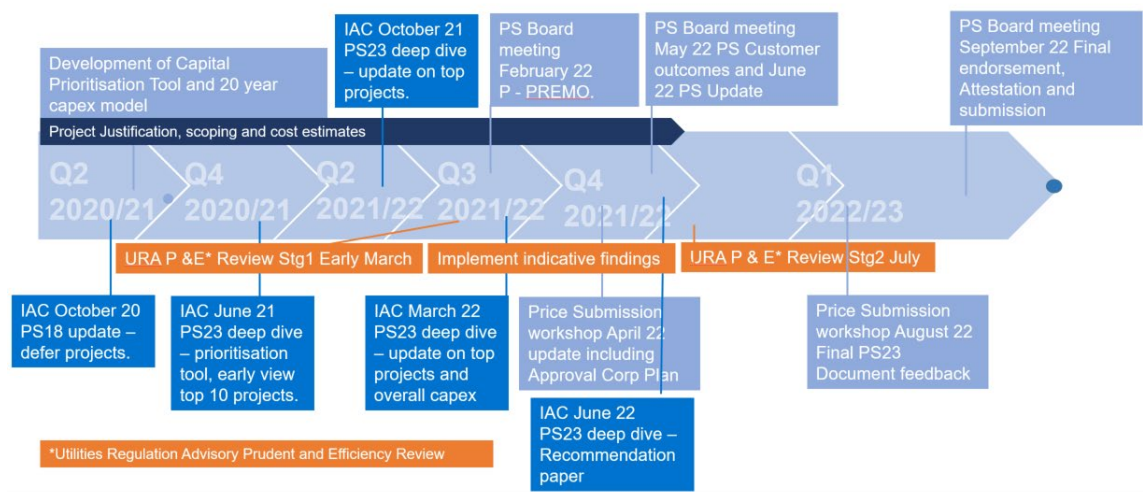 Development of Capital
Prioritisation Tool and 20 year
capex model
IAC October 21
PS23 deep dive
– update on top
projects.
PS Board
meeting
February 22
P - PREMO.
PS Board meeting
May 22 PS Customer
outcomes and June
22 PS Update
PS Board meeting
September 22 Final
endorsement,
Attestation and
submission
Project Justification, scoping and cost estimates
Q2
2020/21
Q4
2020/21
Q2
2021/22
Q3
2021/22
Q4
2021/22
Q1
2022/23
URA P &E* Review Stg1 Early March
Implement indicative findings
URA P & E* Review Stg2 July
IAC October 20
PS18 update –
defer projects.
IAC June 21
PS23 deep dive
– prioritisation
tool, early view
top 10 projects.
IAC March 22
PS23 deep dive
– update on top
projects and
overall capex
Price Submission
workshop April 22
update including
Approval Corp Plan
IAC June 22
PS23 deep dive –
Recommendation
paper
Price Submission
workshop August 22
Final PS23
Document feedback
*Utilities Regulation Advisory Prudent and Efficiency Review